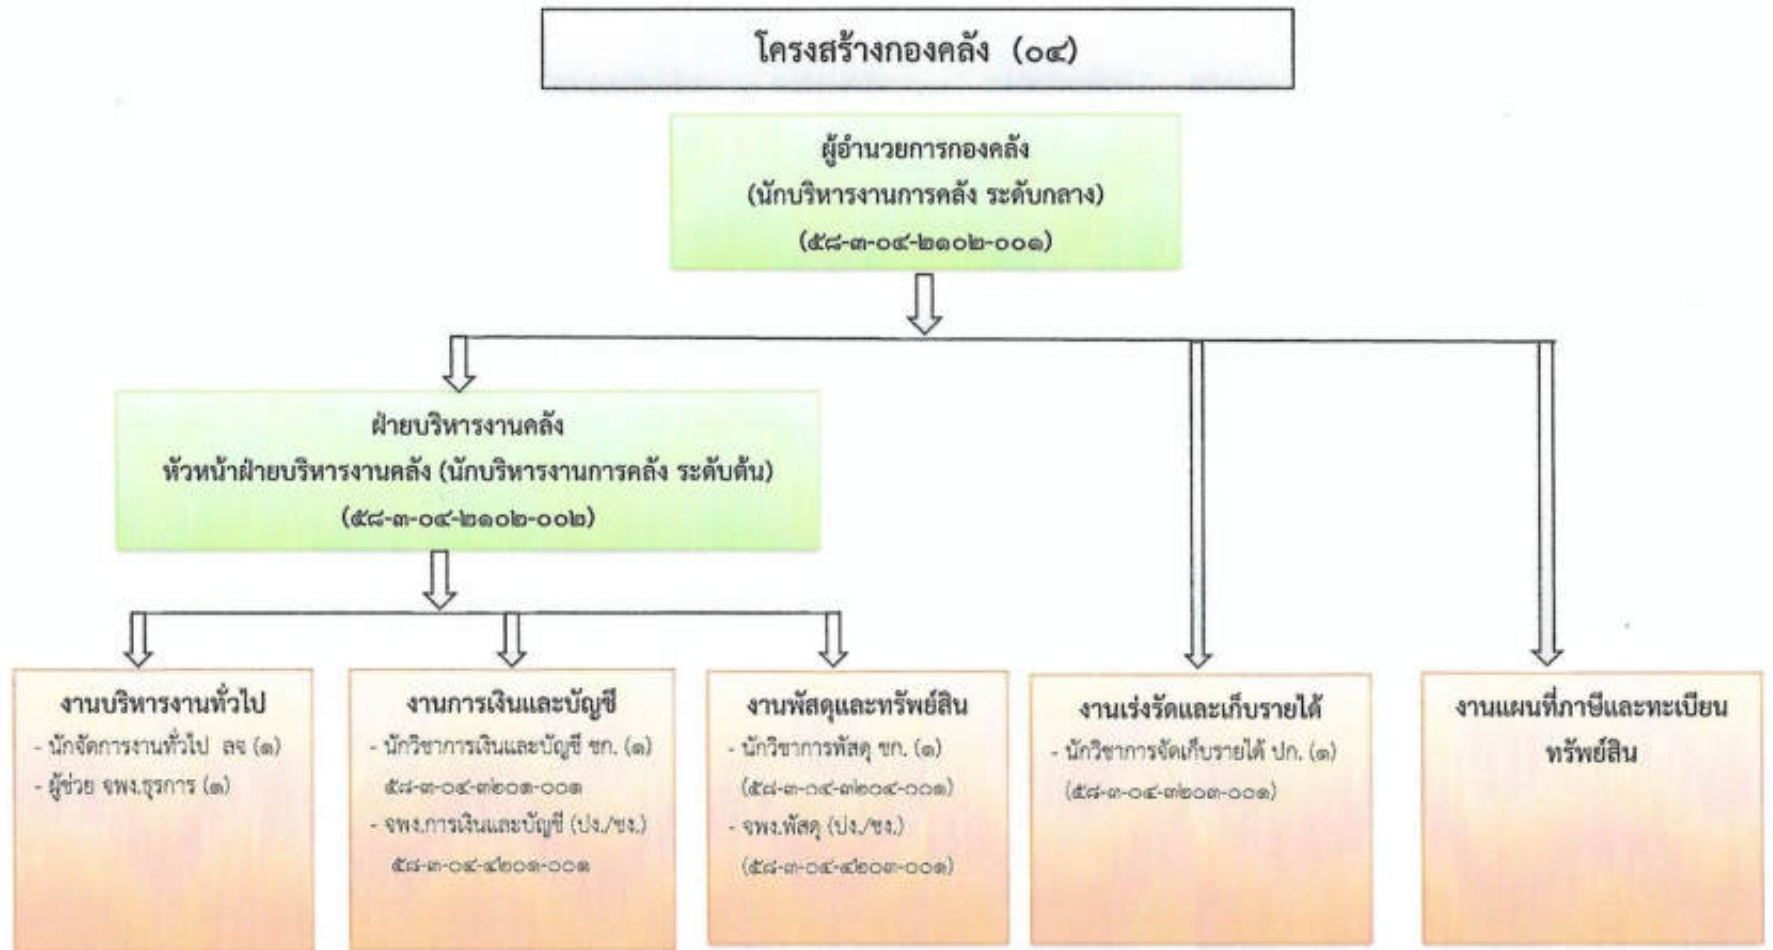 โครงสร้างกองคลัง (๐๔)
ผู้อำนวยการกองคลัง
(นักบริหารงานการคลัง ระดับกลาง)
(๕๘-๓-๐๔-๒๑๐๒-๐๐๑)
ฝ่ายบริหารงานคลัง
หัวหน้าฝ่ายบริหารงานคลัง (นักบริหารงานการคลัง ระดับต้น)
(๕๘-๓-๐๔-๒๑๐๒-๐๐๒)
งานบริหารงานทั่วไป
- นักจัดการงานทั่วไป ลจ (๑)
- ผู้ช่วย จพง.ธุรการ (๑)
งานการเงินและบัญชี
- นักวิชาการเงินและบัญชี ชก. (๑)
๕๘-๓-๐๔-๓๒๐๑-๐๐๑
- จพง.การเงินและบัญชี (ปง./ชง.)
๕๘-๓-๐๔-๔๒๐๑-๐๐๑
งานพัสดุและทรัพย์สิน
- นักวิชาการพัสดุ ชก. (๑)
(๕๘-๓-๐๔-๓๒๐๔-๐๐๑)
- จพง.พัสดุ (ปง./ชง.)
(๕๘-๓-๐๔-๔๒๐๓-๐๐๑)
งานเร่งรัดและเก็บรายได้
- นักวิชาการจัดเก็บรายได้ ปก. (๑)
(๕๘-๓-๐๔-๓๒๐๓-๐๐๑)
งานแผนที่ภาษีและทะเบียน
ทรัพย์สิน